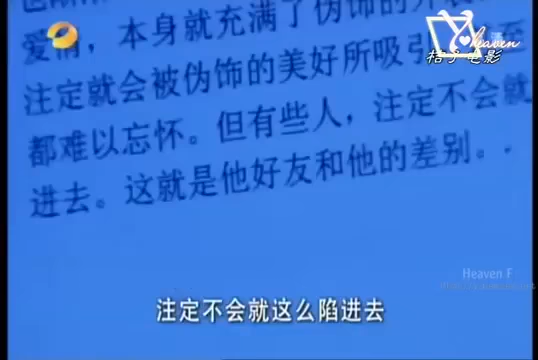 爱情,本身就充满了伪饰的
注定就会被伪饰的美好所吸引
都难以忘怀。但有些人,注定不会就
进去。这就是他好友和他的差别。.
heaven
桔子电影
Heaven F
注定不会就这么陷进去